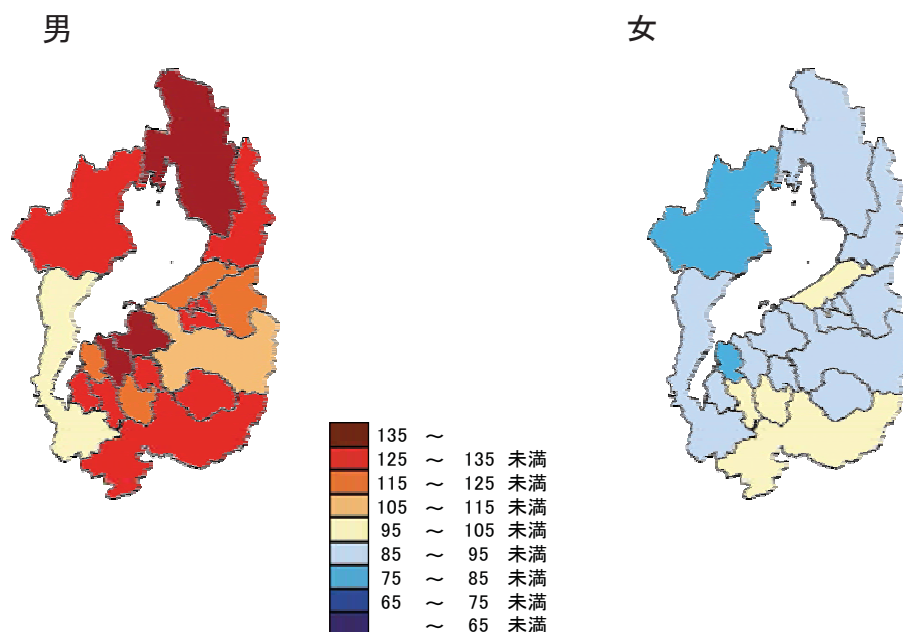 男
女
135 ～
125 ～ 135 未満
115 ～ 125 未満
105 ～ 115 未満
95 ～ 105 未満
85 ～ 95 未満
75 ～ 85 未満
65 ～ 75 未満
～ 65 未満